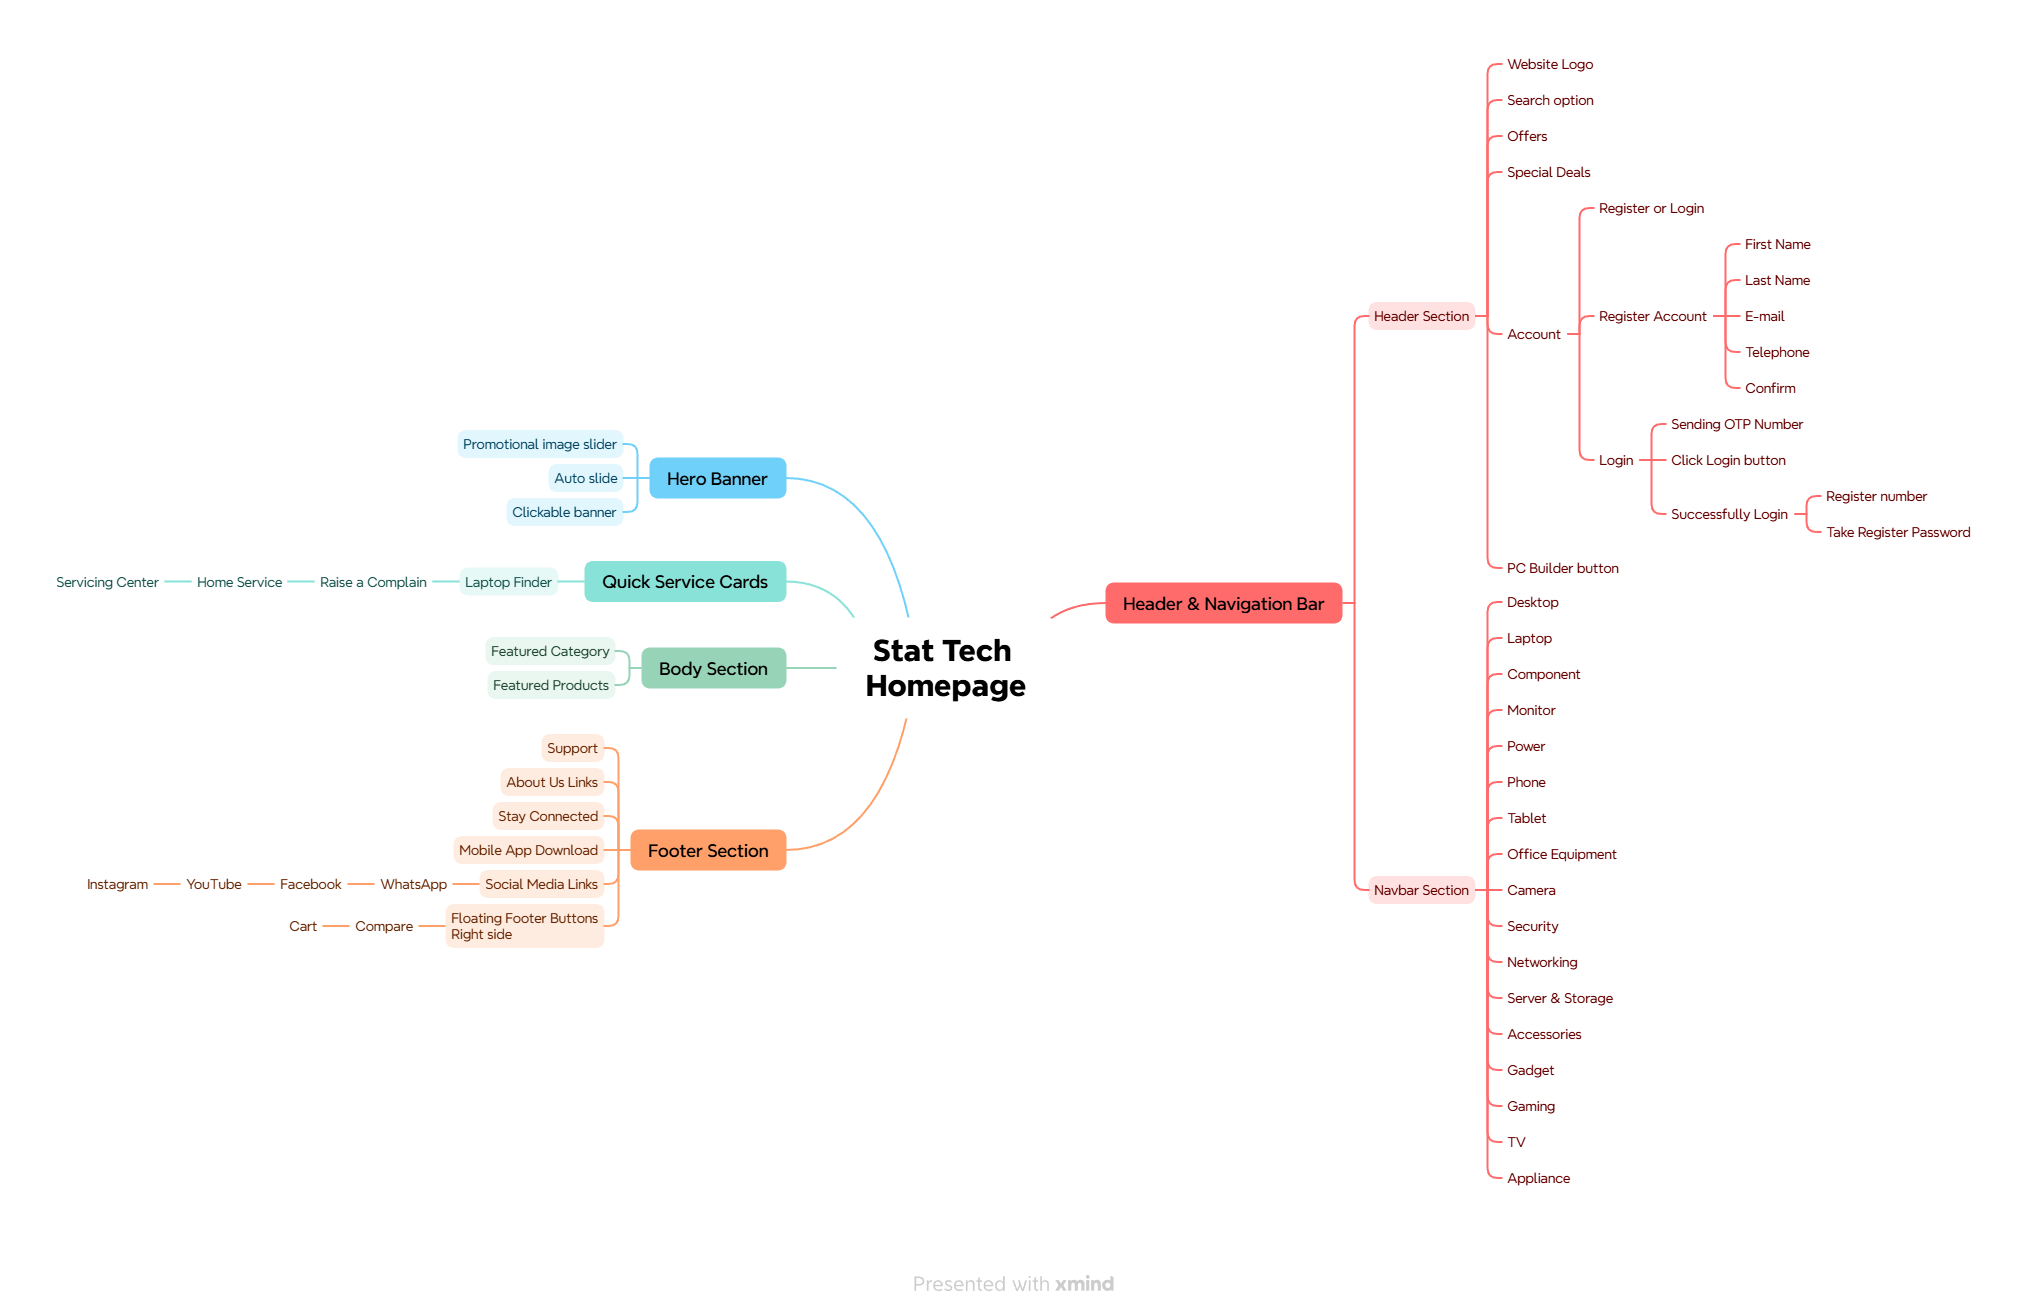 Stat Tech
Homepage
Header & Navigation Bar
Header Section
Website Logo
Search option
Offers
Special Deals
Account
Register or Login
Register Account
First Name
Last Name
E-mail
Telephone
Confirm
Login
Sending OTP Number
Click Login button
Successfully Login
Register number
Take Register Password
PC Builder button
Navbar Section
Desktop
Laptop
Component
Monitor
Power
Phone
Tablet
Office Equipment
Camera
Security
Networking
Server & Storage
Accessories
Gadget
Gaming
TV
Appliance
Hero Banner
Promotional image slider
Auto slide
Clickable banner
Quick Service Cards
Laptop Finder
Raise a Complain
Home Service
Servicing Center
Body Section
Featured Category
Featured Products
Footer Section
Support
About Us Links
Stay Connected
Mobile App Download
Social Media Links
WhatsApp
Facebook
YouTube
Instagram
Floating Footer Buttons
Right side
Compare
Cart
Presented with xmind